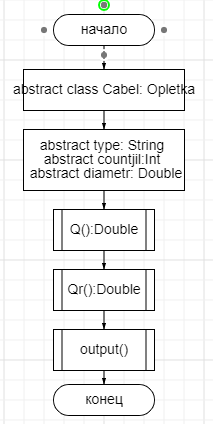 начало
abstract class Cabel: Opletka
abstract type: String
abstract countjil:Int
abstract diametr: Double
Q():Double
Qr():Double
output()
конец